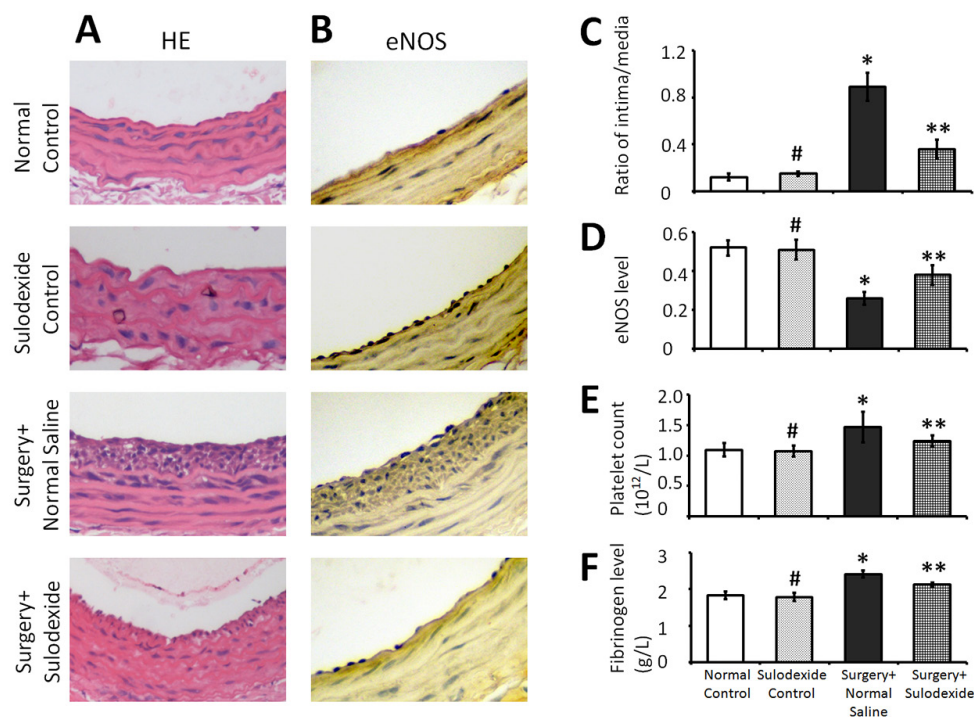 A
HE
B
eNOS
Normal
Control
Sulodexide
Control
Surgery+
Normal Saline
Surgery+
Sulodexide
C
Ratio of intima/media
1.2
0.8
0.4
0
#
*
**
D
eNOS level
0.6
0.4
0.2
0
#
*
**
E
Platelet count
(10¹²/L)
2.0
1.5
1.0
0.5
0
#
*
**
F
Fibrinogen level
(g/L)
3
2
1
0
#
*
**
Normal
Control
Sulodexide
Control
Surgery+
Normal
Saline
Surgery+
Sulodexide